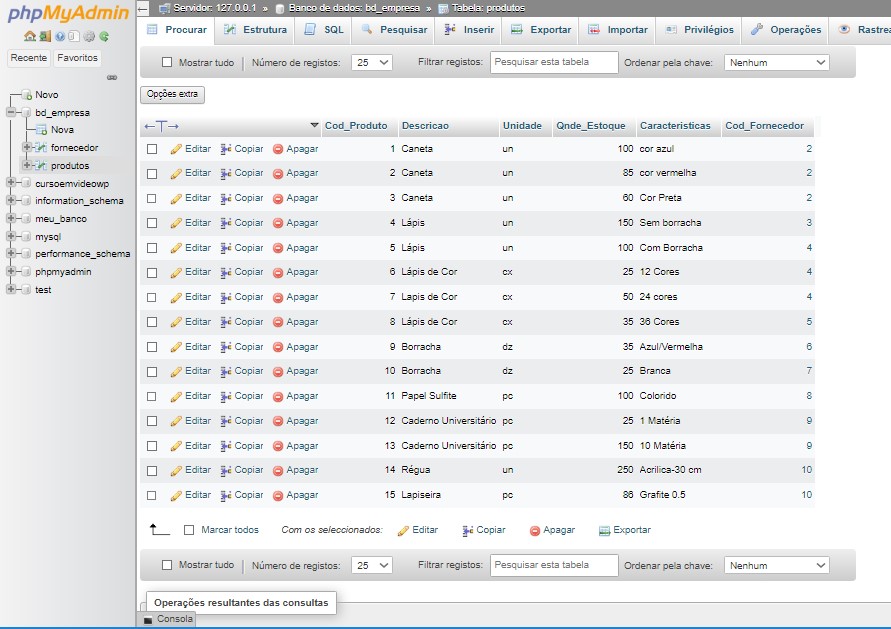 phpMyAdmin
Servidor: 127.0.0.1 » Banco de dados: bd_empresa » Tabela: produtos
Procurar Estrutura SQL Pesquisar Inserir Exportar Importar Privilégios Operações Rastrea
Recente Favoritos
Novo
bd_empresa
Nova
fornecedor
produtos
cursoemvideowp
information_schema
meu_banco
mysql
performance_schema
phpmyadmin
test
Mostrar tudo Número de registos: 25 Filtrar registos: Pesquisar esta tabela Ordenar pela chave: Nenhum
Opções extra
Cod_Produto Descricao Unidade Qnde_Estoque Caracteristicas Cod_Fornecedor
Editar Copiar Apagar 1 Caneta un 100 cor azul 2
Editar Copiar Apagar 2 Caneta un 85 cor vermelha 2
Editar Copiar Apagar 3 Caneta un 60 Cor Preta 2
Editar Copiar Apagar 4 Lápis un 150 Sem borracha 3
Editar Copiar Apagar 5 Lápis un 100 Com Borracha 4
Editar Copiar Apagar 6 Lápis de Cor cx 25 12 Cores 4
Editar Copiar Apagar 7 Lapis de Cor cx 50 24 cores 4
Editar Copiar Apagar 8 Lápis de Cor cx 35 36 Cores 5
Editar Copiar Apagar 9 Borracha dz 35 Azul/Vermelha 6
Editar Copiar Apagar 10 Borracha dz 25 Branca 7
Editar Copiar Apagar 11 Papel Sulfite pc 100 Colorido 8
Editar Copiar Apagar 12 Caderno Universitário pc 25 1 Matéria 9
Editar Copiar Apagar 13 Caderno Universitário pc 150 10 Matéria 9
Editar Copiar Apagar 14 Régua un 250 Acrilica-30 cm 10
Editar Copiar Apagar 15 Lapiseira pc 86 Grafite 0.5 10
Marcar todos Com os seleccionados: Editar Copiar Apagar Exportar
Mostrar tudo Número de registos: 25 Filtrar registos: Pesquisar esta tabela Ordenar pela chave: Nenhum
Operações resultantes das consultas
Consola